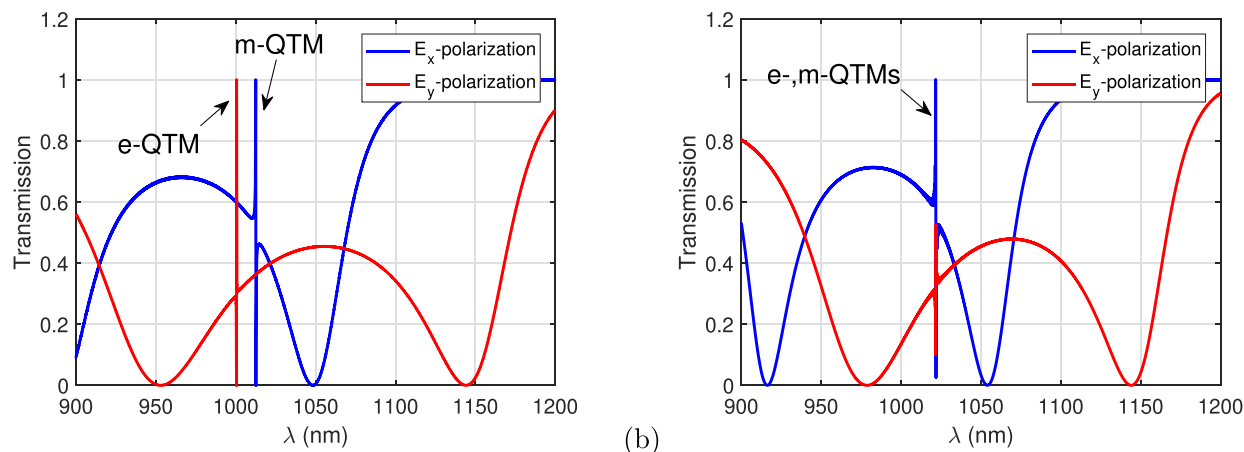 1.2
1
0.8
0.6
0.4
0.2
0
Transmission
900 950 1000 1050 1100 1150 1200
λ (nm)
m-QTM
e-QTM
Ex-polarization
Ey-polarization
(b)
1.2
1
0.8
0.6
0.4
0.2
0
Transmission
900 950 1000 1050 1100 1150 1200
λ (nm)
e-,m-QTMs
Ex-polarization
Ey-polarization